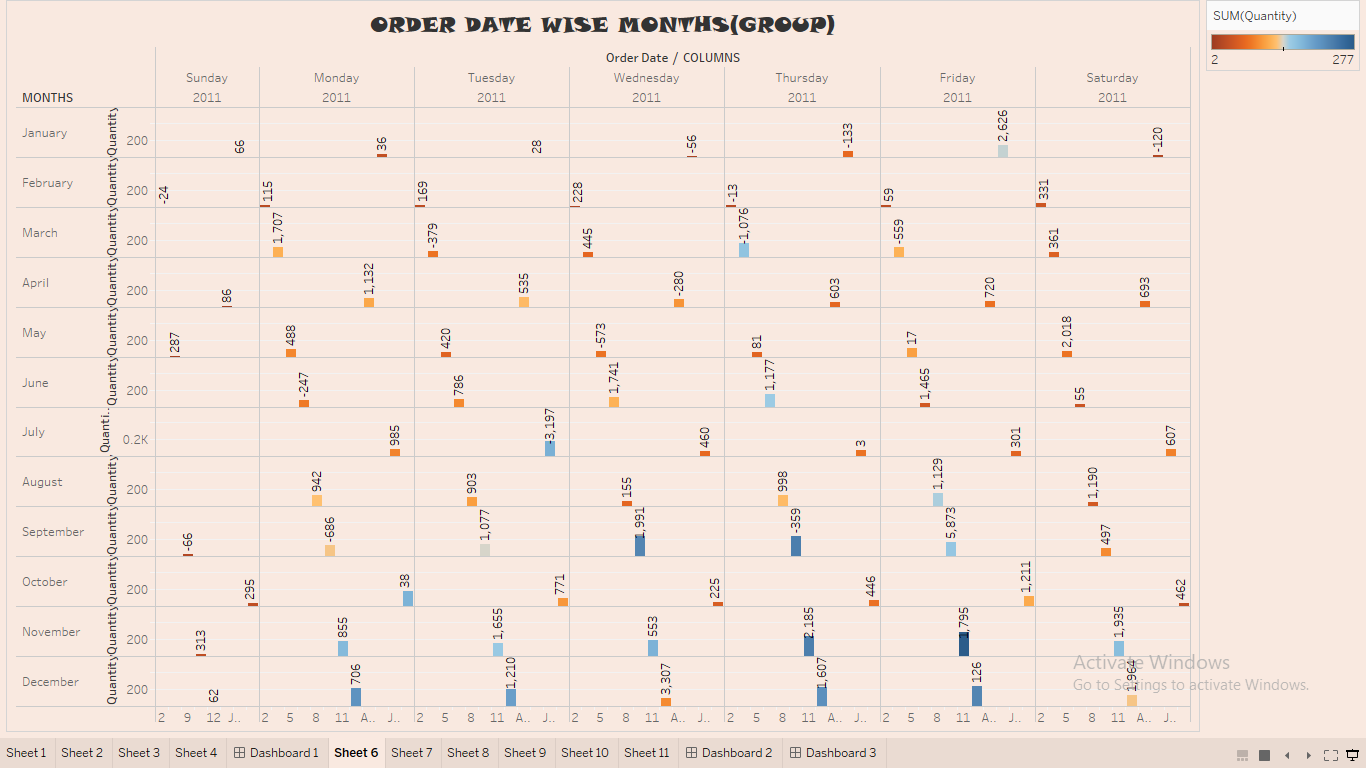 ORDER DATE WISE MONTHS(GROUP)
SUM(Quantity)
2 277
Order Date / COLUMNS
Sunday Monday Tuesday Wednesday Thursday Friday Saturday
MONTHS 2011 2011 2011 2011 2011 2011 2011
January Quantity 200 66 36 28 -56 -133 2,626 -120
February Quantity 200 -24 115 169 228 -13 59 331
March Quantity 200 1,707 -379 445 -1,076 -559 361
April Quantity 200 86 1,132 535 -280 603 720 693
May Quantity 200 287 488 420 -573 81 17 2,018
June Quantity 200 -247 786 1,741 1,177 1,465 55
July Quanti.. 0.2K 985 -3,197 460 3 301 607
August Quantity 200 942 903 155 998 1,129 1,190
September Quantity 200 -66 -686 1,077 1,991 -359 5,873 497
October Quantity 200 295 38 771 225 446 1,211 462
November Quantity 200 313 855 1,655 553 2,185 1,795 1,935
December Quantity 200 62 706 1,210 3,307 1,607 126 1,964
2 9 12 J.. 2 5 8 11 A.. J.. 2 5 8 11 A.. J.. 2 5 8 11 A.. J.. 2 5 8 11 A.. J.. 2 5 8 11 A.. J.. 2 5 8 11 A.. J..
Activate Windows
Go to Settings to activate Windows.
Sheet 1 Sheet 2 Sheet 3 Sheet 4 Dashboard 1 Sheet 6 Sheet 7 Sheet 8 Sheet 9 Sheet 10 Sheet 11 Dashboard 2 Dashboard 3